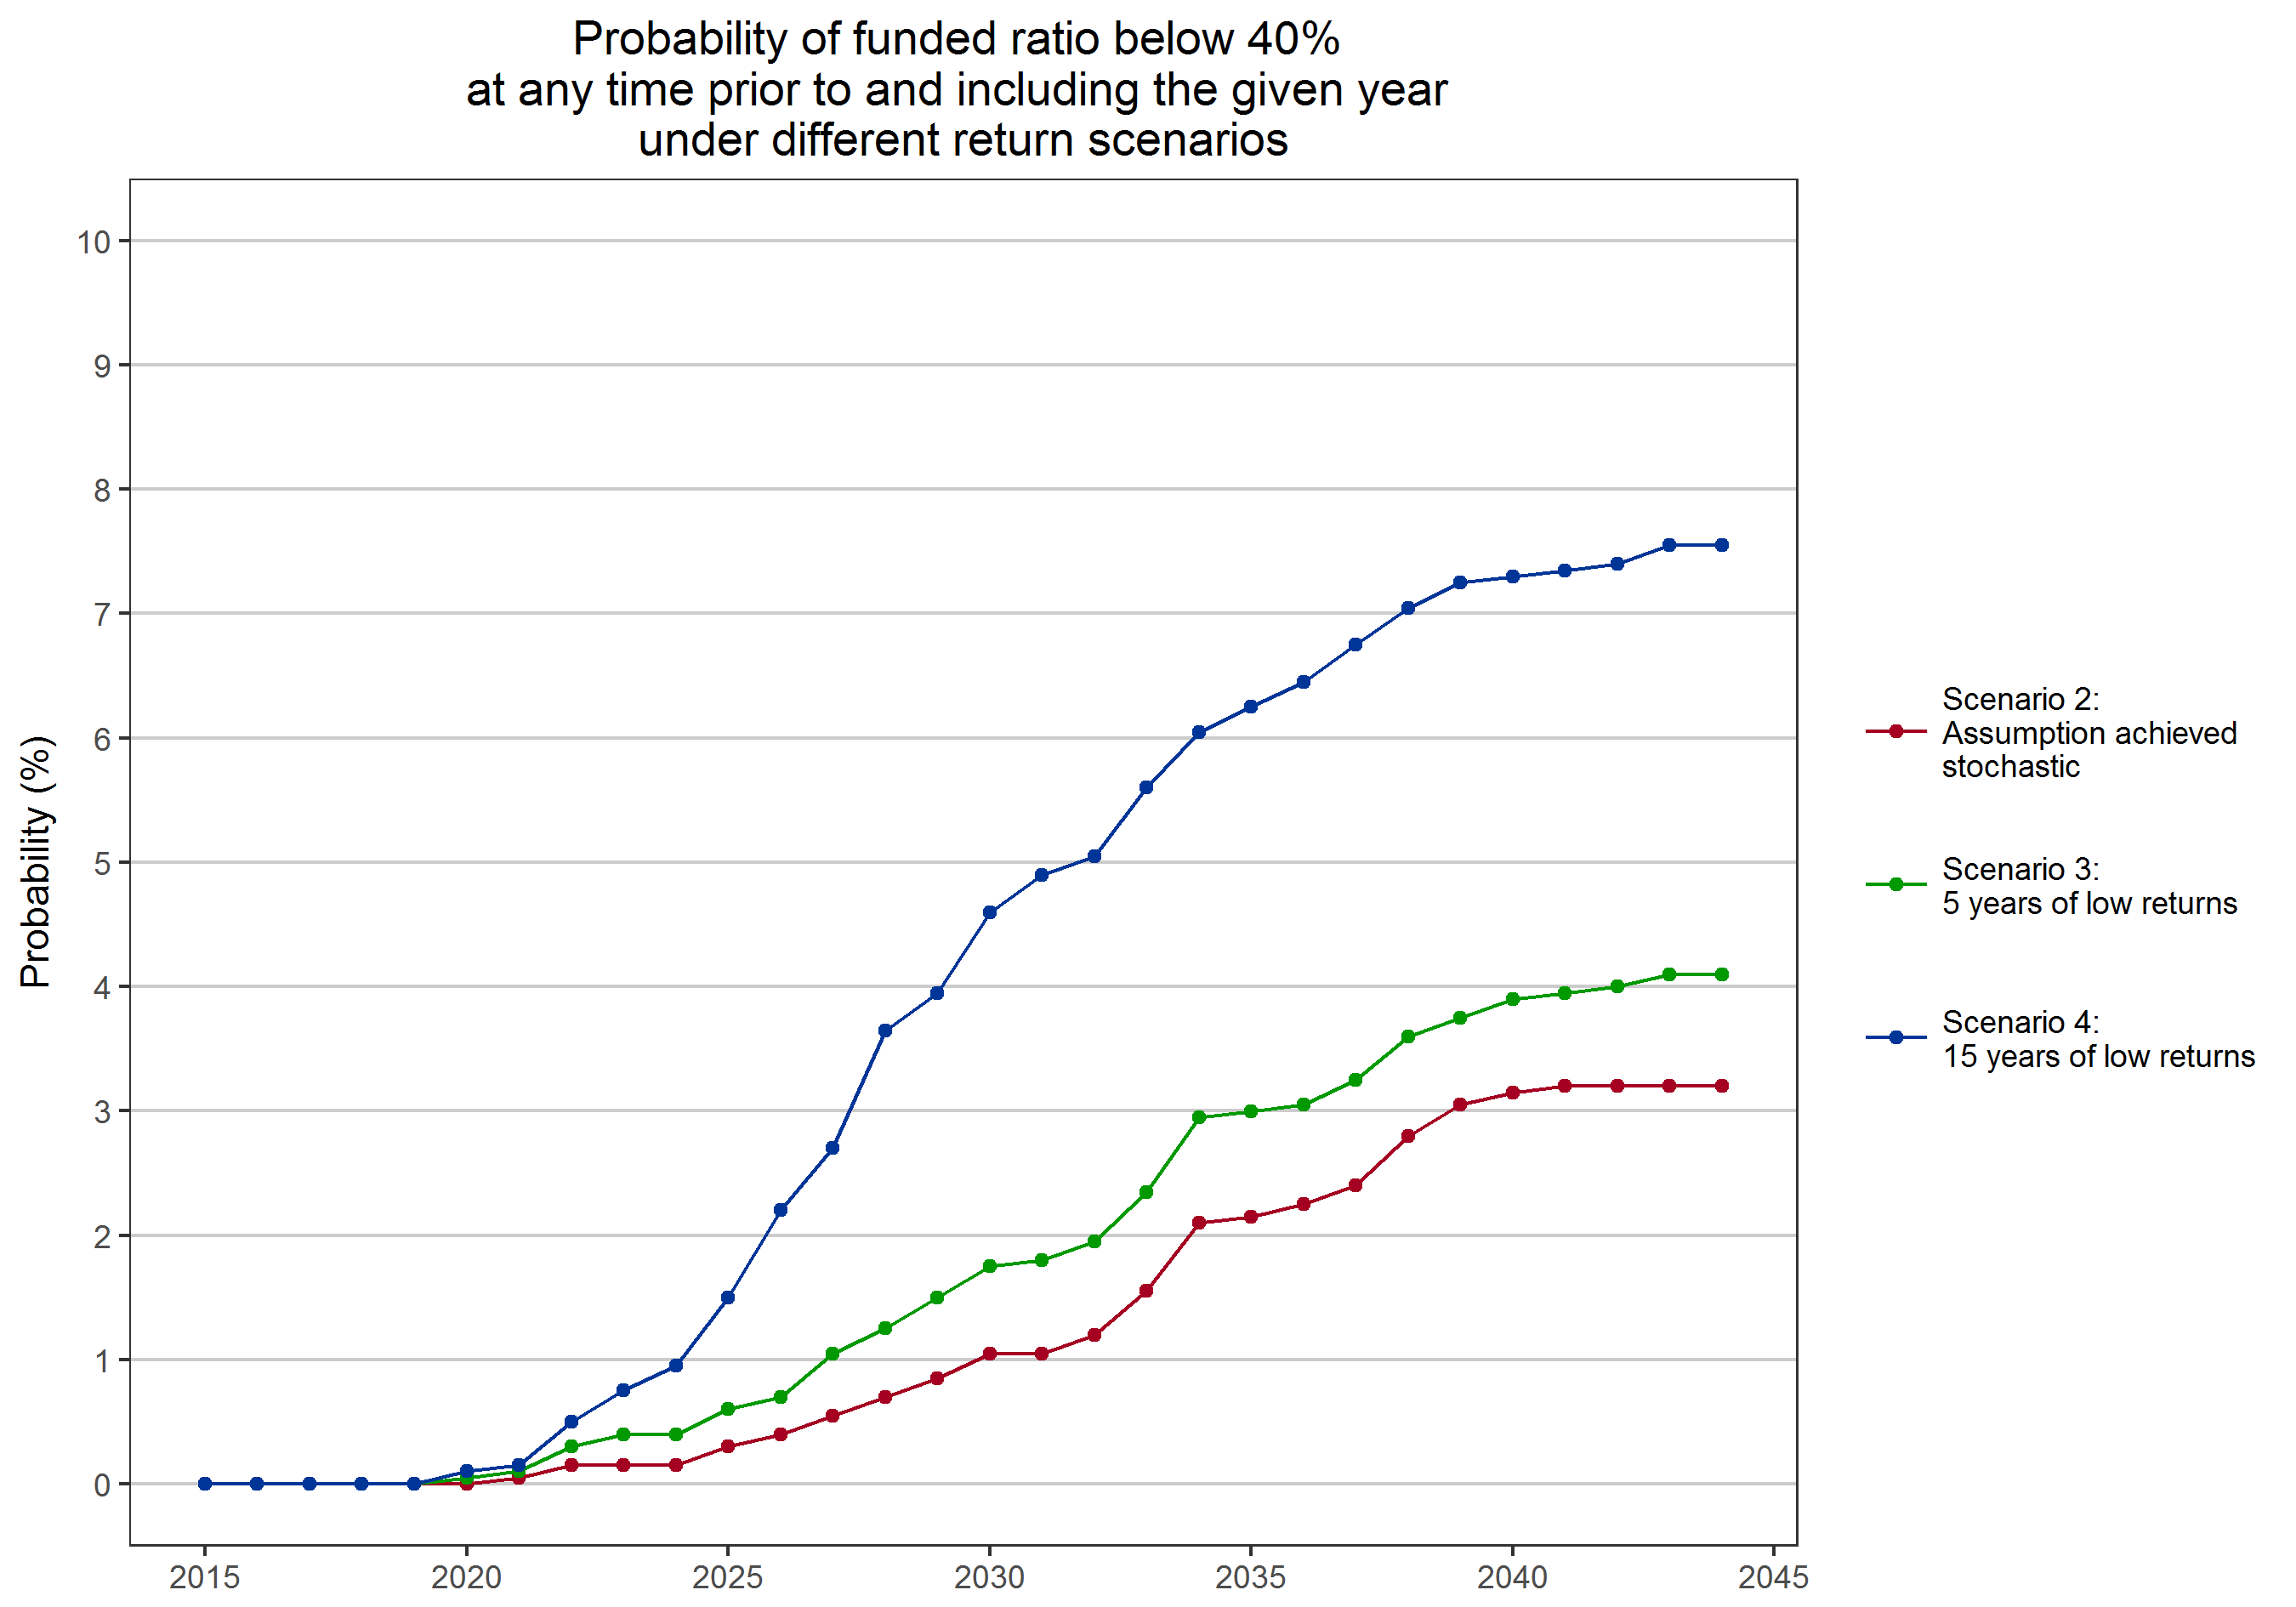 Probability of funded ratio below 40%
at any time prior to and including the given year
under different return scenarios
Probability (%)
10
9
8
7
6
5
4
3
2
1
0
2015
2020
2025
2030
2035
2040
2045
Scenario 2:
Assumption achieved
stochastic
Scenario 3:
5 years of low returns
Scenario 4:
15 years of low returns